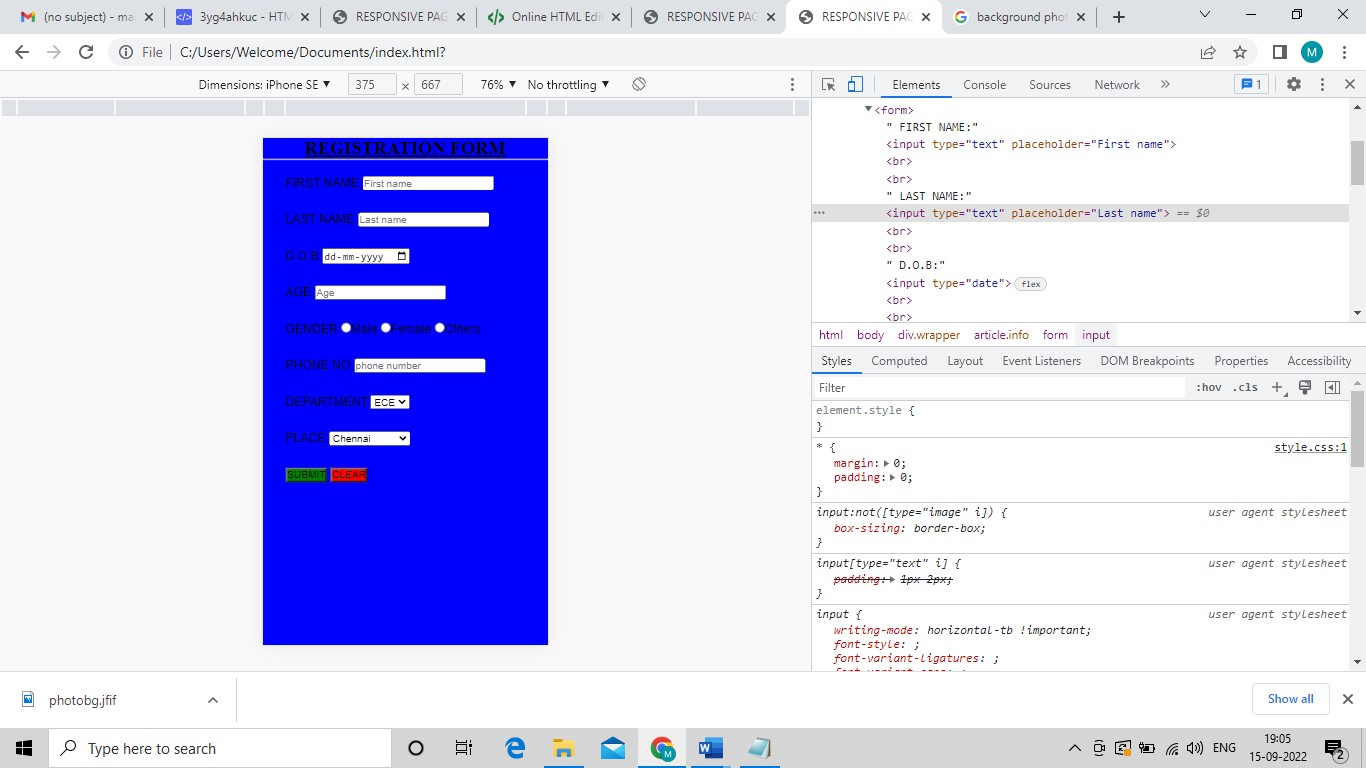 (no subject) - ma
3yg4ahkuc - HTM
RESPONSIVE PAG
Online HTML Edi
RESPONSIVE PAG
RESPONSIVE PAG
background phot
File
C:/Users/Welcome/Documents/index.html?
M
Dimensions: iPhone SE ▼ 375 × 667 76% ▼ No throttling ▼
Elements Console Sources Network » 1
REGISTRATION FORM
FIRST NAME: First name
LAST NAME: Last name
D.O.B: dd-mm-yyyy
AGE: Age
GENDER: Male Female Others
PHONE NO: phone number
DEPARTMENT: ECE
PLACE: Chennai
SUBMIT CLEAR
<form>
" FIRST NAME:"
<input type="text" placeholder="First name">
<br>
<br>
" LAST NAME:"
<input type="text" placeholder="Last name"> == $0
<br>
<br>
" D.O.B:"
<input type="date"> flex
<br>
<br>
html body div.wrapper article.info form input
Styles Computed Layout Event Listeners DOM Breakpoints Properties Accessibility
Filter :hov .cls +
element.style {
}
* { style.css:1
margin: 0;
padding: 0;
}
input:not([type="image" i]) { user agent stylesheet
box-sizing: border-box;
}
input[type="text" i] { user agent stylesheet
padding: 1px 2px;
}
input { user agent stylesheet
writing-mode: horizontal-tb !important;
font-style: ;
font-variant-ligatures: ;
photobg.jfif
Show all
Type here to search
M
W
ENG
19:05
15-09-2022
2